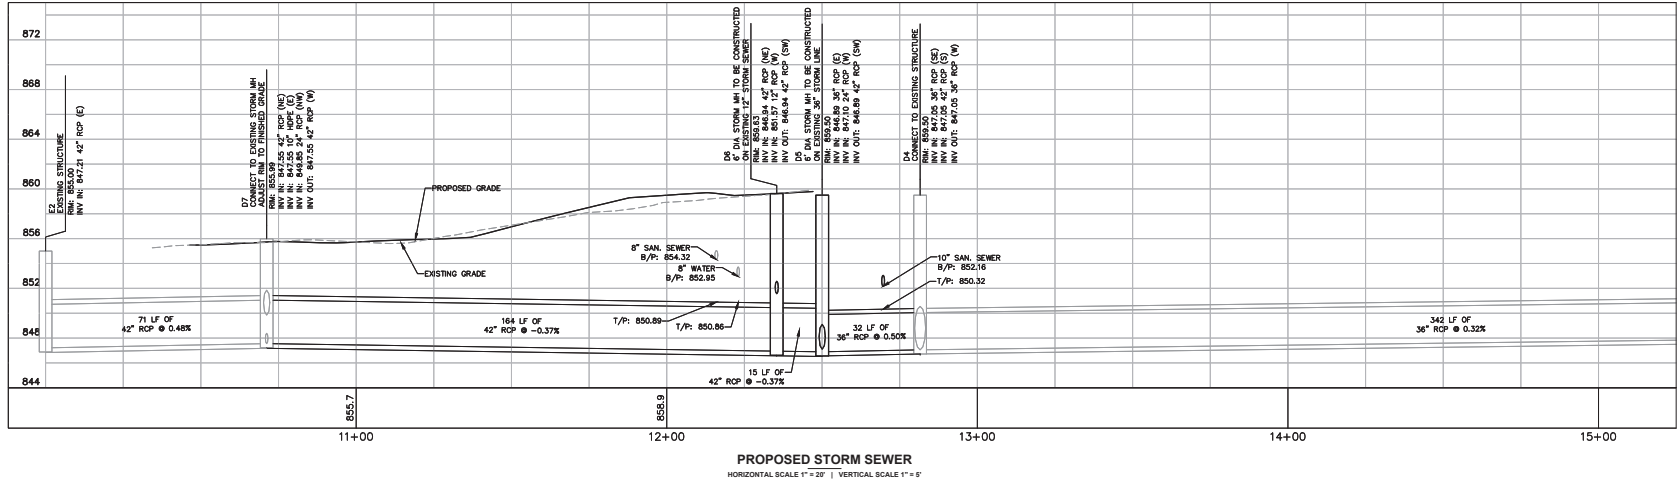 872
868
864
860
856
852
848
844
E2
EXISTING STRUCTURE
RIM: 855.00
INV IN: 847.21 42" RCP (E)
D7
CONNECT TO EXISTING STORM MH
ADJUST RIM TO FINISHED GRADE
RIM: 855.99
INV IN: 847.55 42" RCP (NE)
INV IN: 847.55 10" HDPE (E)
INV IN: 849.85 24" RCP (NW)
INV OUT: 847.55 42" RCP (W)
D6
6' DIA STORM MH TO BE CONSTRUCTED
ON EXISTING 12" STORM SEWER
RIM: 859.63
INV IN: 846.94 42" RCP (NE)
INV IN: 851.57 12" RCP (W)
INV OUT: 846.94 42" RCP (SW)
D5
6' DIA STORM MH TO BE CONSTRUCTED
ON EXISTING 36" STORM LINE
RIM: 859.50
INV IN: 846.89 36" RCP (E)
INV IN: 847.10 24" RCP (W)
INV OUT: 846.89 42" RCP (SW)
D4
CONNECT TO EXISTING STRUCTURE
RIM: 859.50
INV IN: 847.05 36" RCP (SE)
INV IN: 847.05 42" RCP (S)
INV OUT: 847.05 36" RCP (W)
PROPOSED GRADE
EXISTING GRADE
8" SAN. SEWER
B/P: 854.32
8" WATER
B/P: 852.95
10" SAN. SEWER
B/P: 852.16
T/P: 850.32
T/P: 850.89
T/P: 850.86
71 LF OF
42" RCP @ 0.48%
164 LF OF
42" RCP @ -0.37%
32 LF OF
36" RCP @ 0.50%
342 LF OF
36" RCP @ 0.32%
15 LF OF
42" RCP @ -0.37%
855.7
858.9
11+00
12+00
13+00
14+00
15+00
PROPOSED STORM SEWER
HORIZONTAL SCALE 1" = 20' | VERTICAL SCALE 1" = 5'